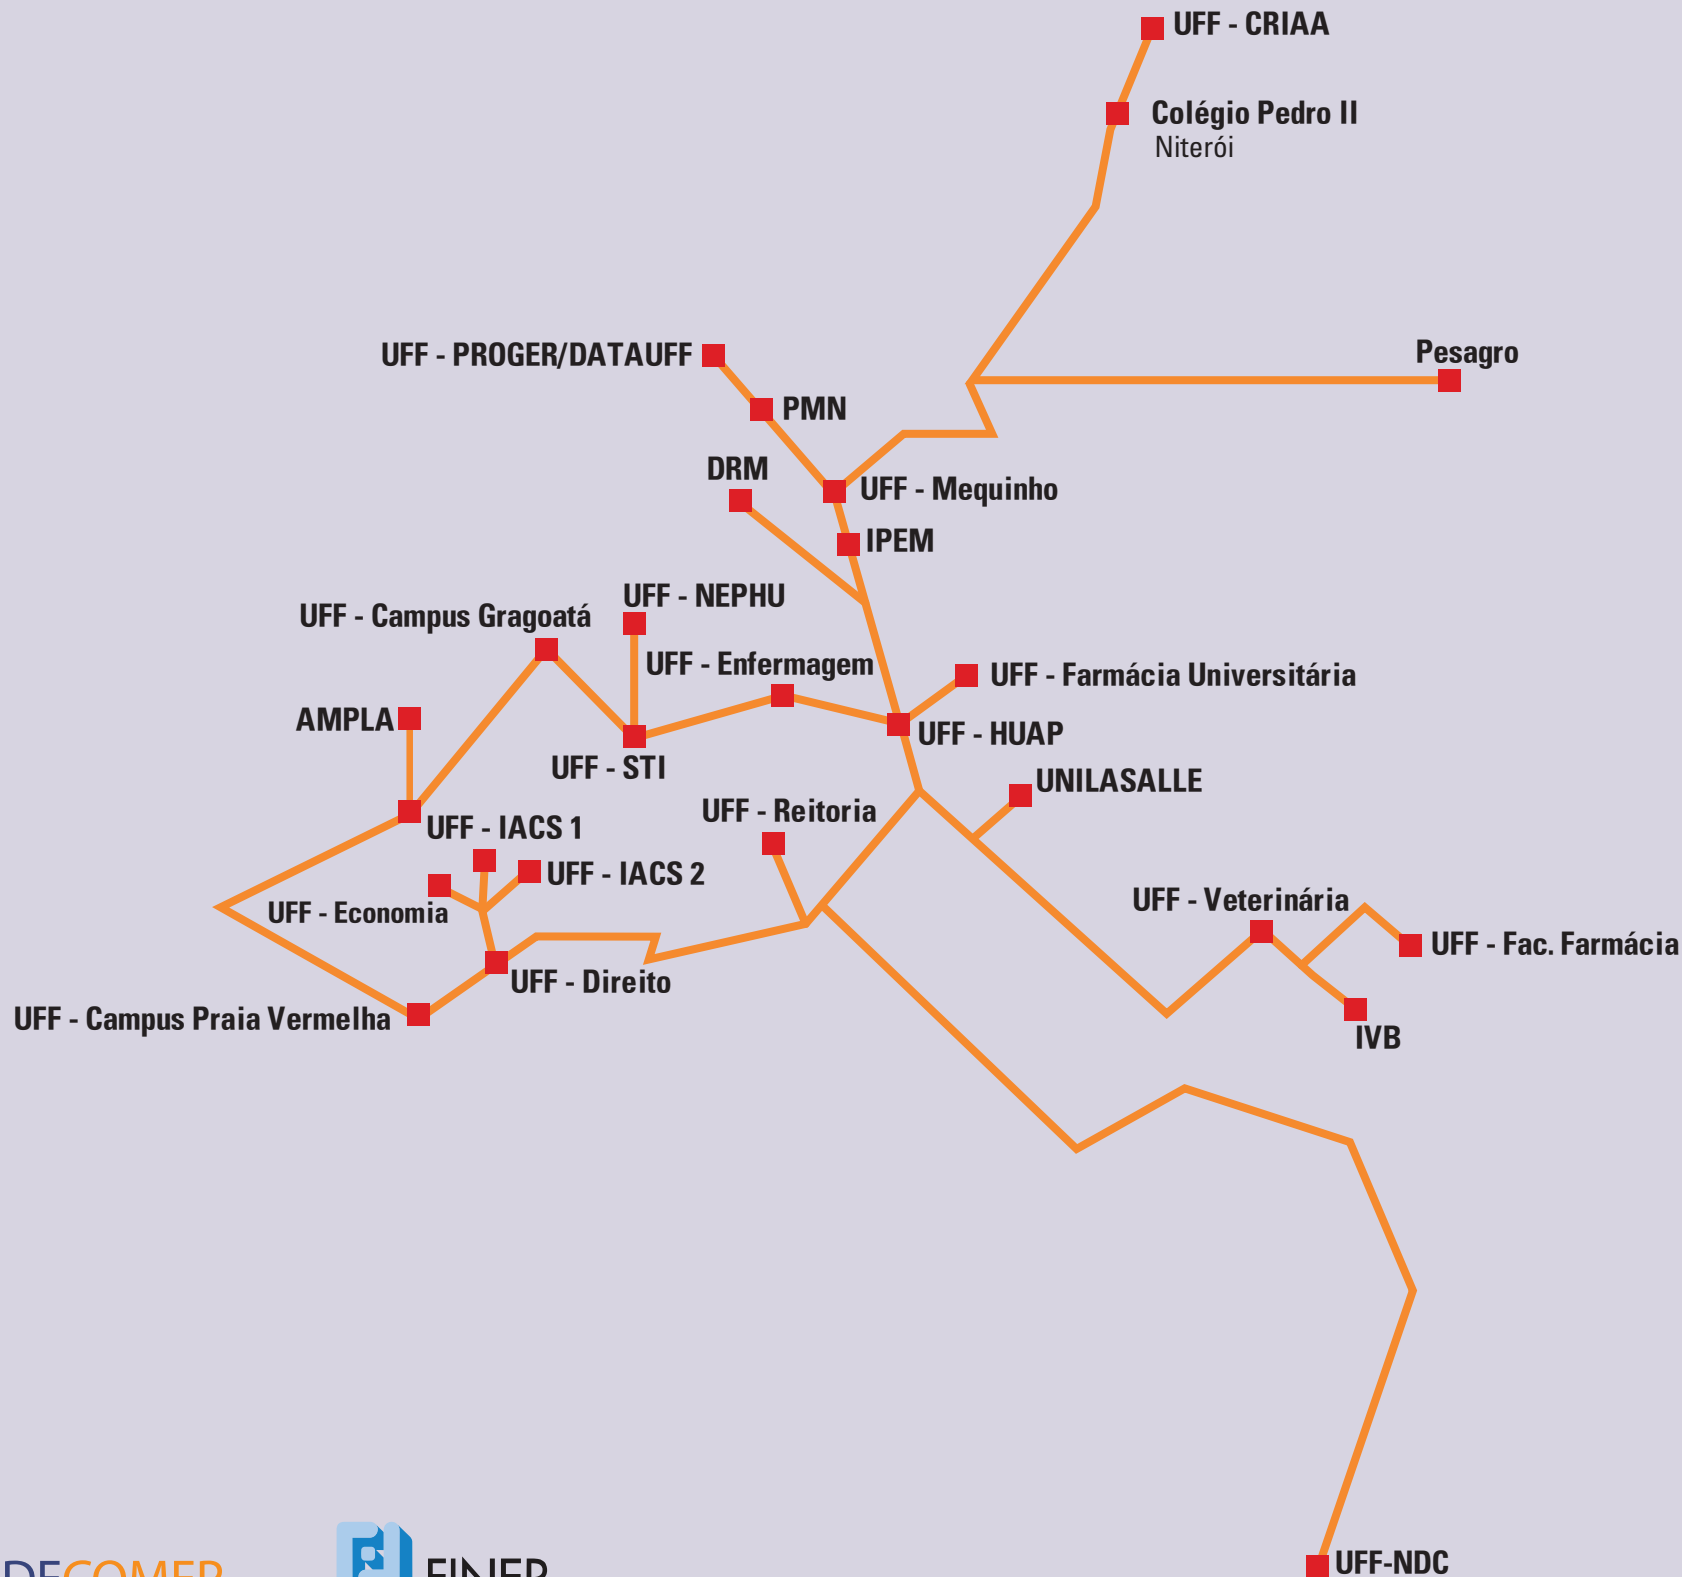 UFF - CRIAA
Colégio Pedro II
Niterói
UFF - PROGER/DATAUFF
Pesagro
PMN
DRM
UFF - Mequinho
IPEM
UFF - NEPHU
UFF - Campus Gragoatá
UFF - Enfermagem
UFF - Farmácia Universitária
AMPLA
UFF - HUAP
UFF - STI
UNILASALLE
UFF - Reitoria
UFF - IACS 1
UFF - IACS 2
UFF - Economia
UFF - Veterinária
UFF - Fac. Farmácia
UFF - Direito
UFF - Campus Praia Vermelha
IVB
UFF-NDC
DECOMEP
FINEP